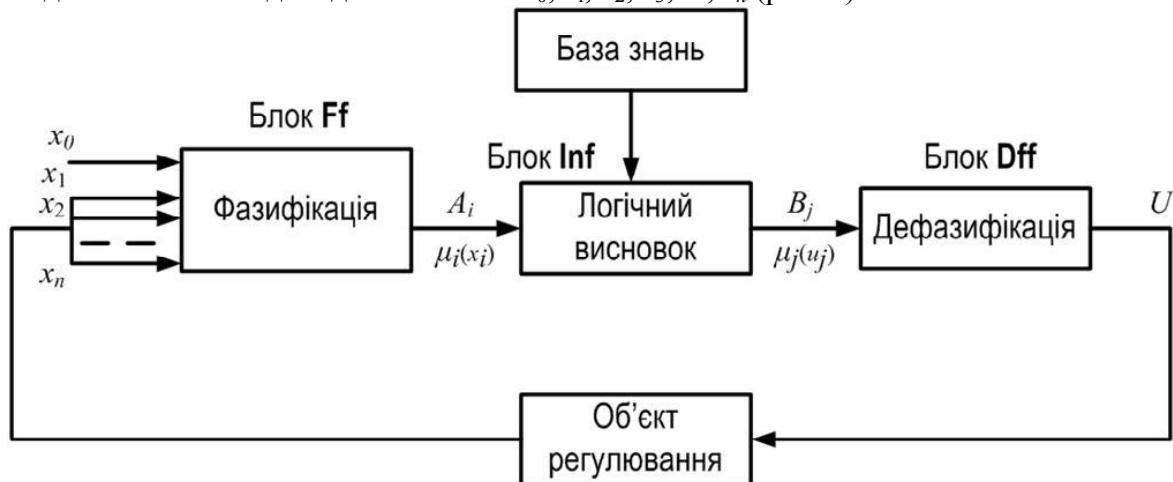 База знань
Блок Ff
x0
x1
x2
xn
Фазифікація
Ai
μi(xi)
Блок Inf
Логічний
висновок
Bj
μj(uj)
Блок Dff
Дефазифікація
U
Об’єкт
регулювання